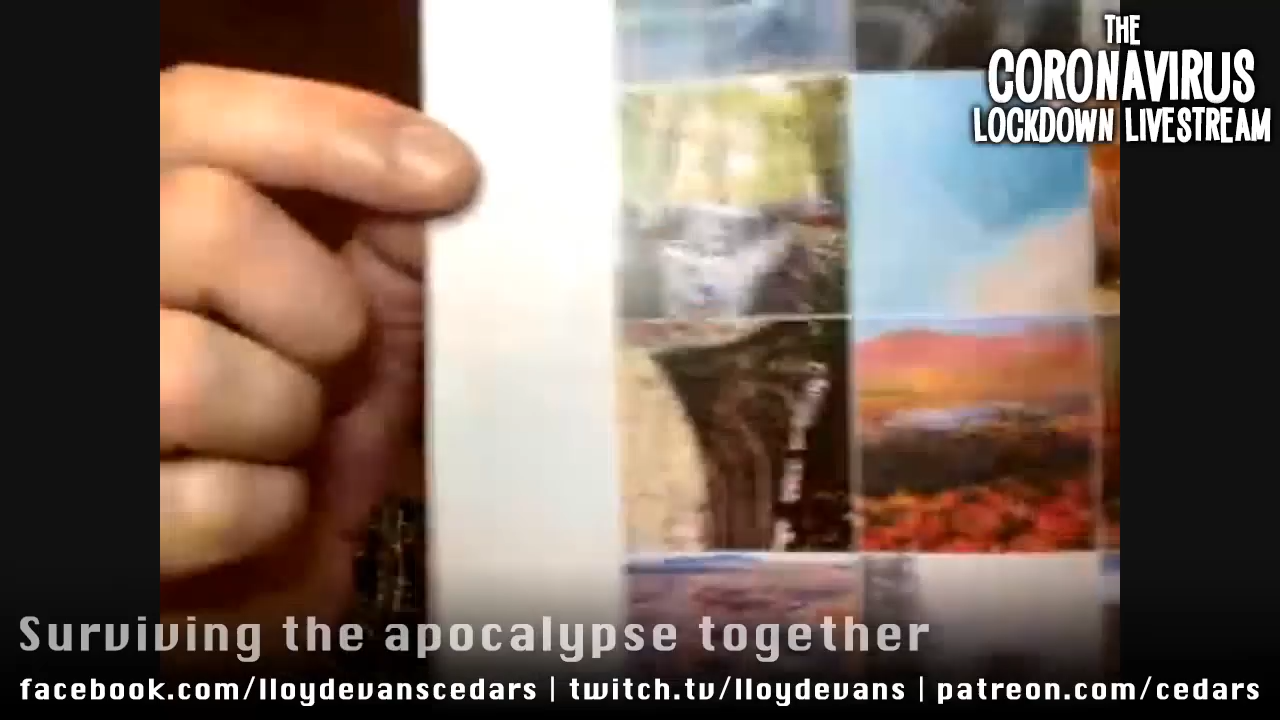 THE
CORONAVIRUS
LOCKDOWN LIVESTREAM
Surviving the apocalypse together
facebook.com/lloydevanscedars | twitch.tv/lloydevans | patreon.com/cedars